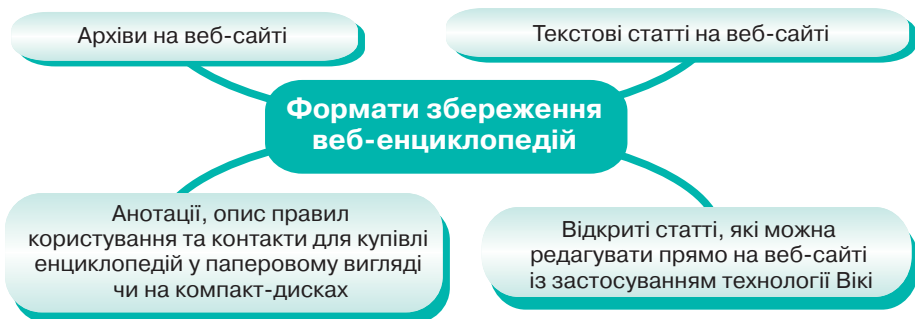 Архіви на веб-сайті
Текстові статті на веб-сайті
Формати збереження
веб-енциклопедій
Анотації, опис правил
користування та контакти для купівлі
енциклопедій у паперовому вигляді
чи на компакт-дисках
Відкриті статті, які можна
редагувати прямо на веб-сайті
із застосуванням технології Вікі